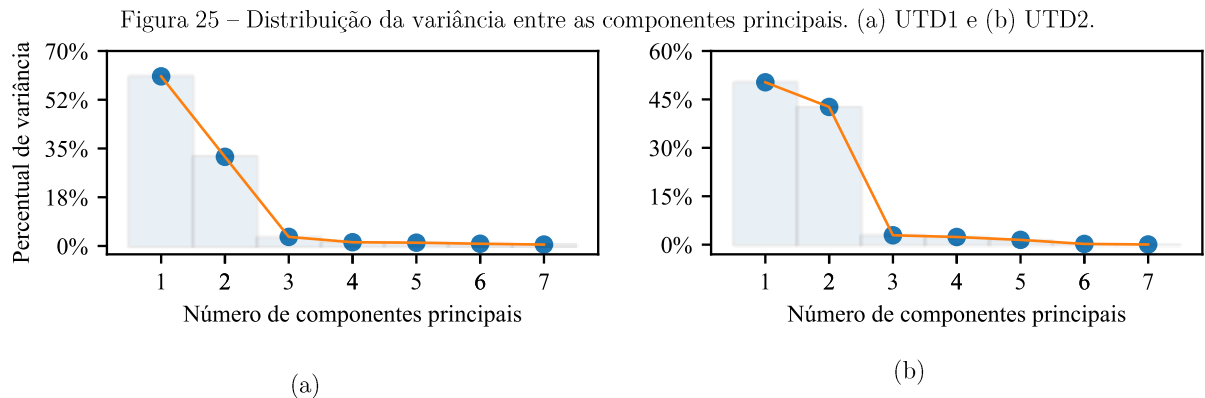 Figura 25 – Distribuição da variância entre as componentes principais. (a) UTD1 e (b) UTD2.
Percentual de variância
70%
52%
35%
18%
0%
1 2 3 4 5 6 7
Número de componentes principais
(a)
60%
45%
30%
15%
0%
1 2 3 4 5 6 7
Número de componentes principais
(b)